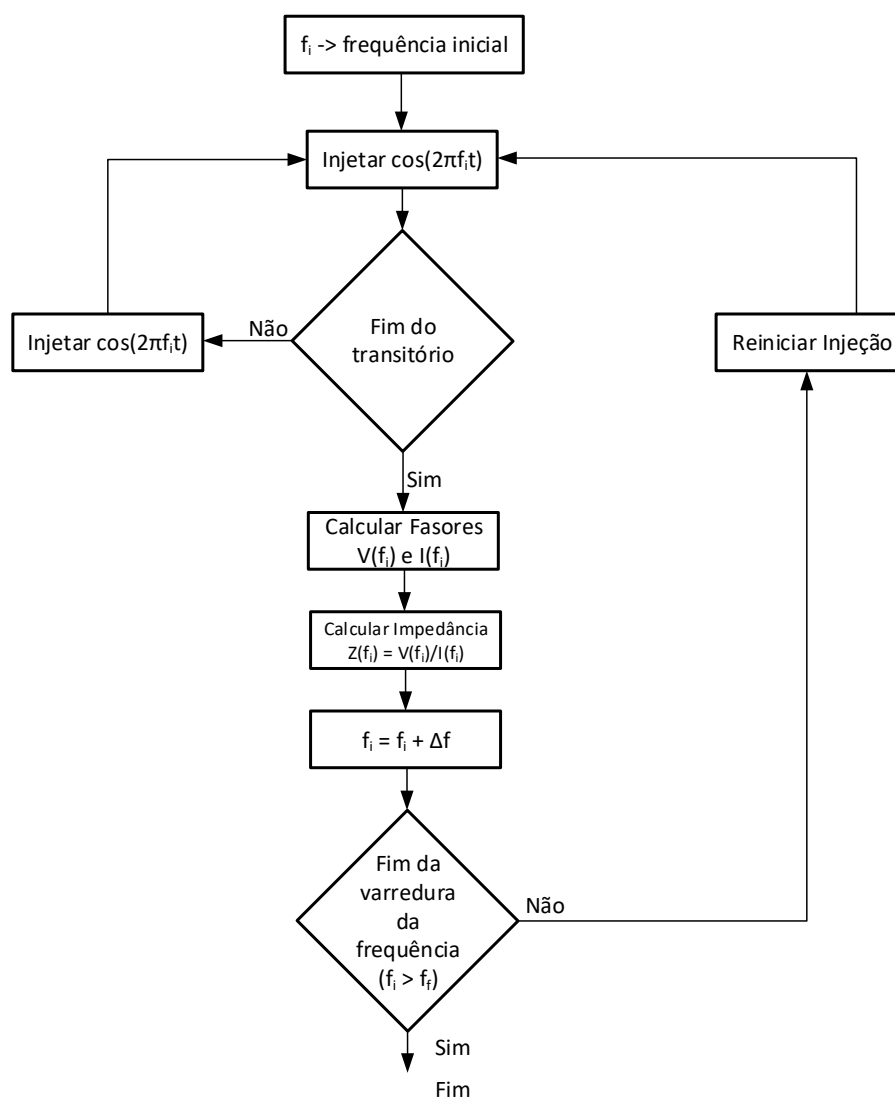 fᵢ -> frequência inicial
Injetar cos(2πfᵢt)
Fim do
transitório
Não
Injetar cos(2πfᵢt)
Reiniciar Injeção
Sim
Calcular Fasores
V(fᵢ) e I(fᵢ)
Calcular Impedância
Z(fᵢ) = V(fᵢ)/I(fᵢ)
fᵢ = fᵢ + Δf
Fim da
varredura
da
frequência
(fᵢ > f_f)
Não
Sim
Fim